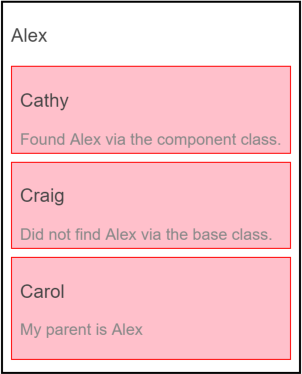 Alex
Cathy
Found Alex via the component class.
Craig
Did not find Alex via the base class.
Carol
My parent is Alex